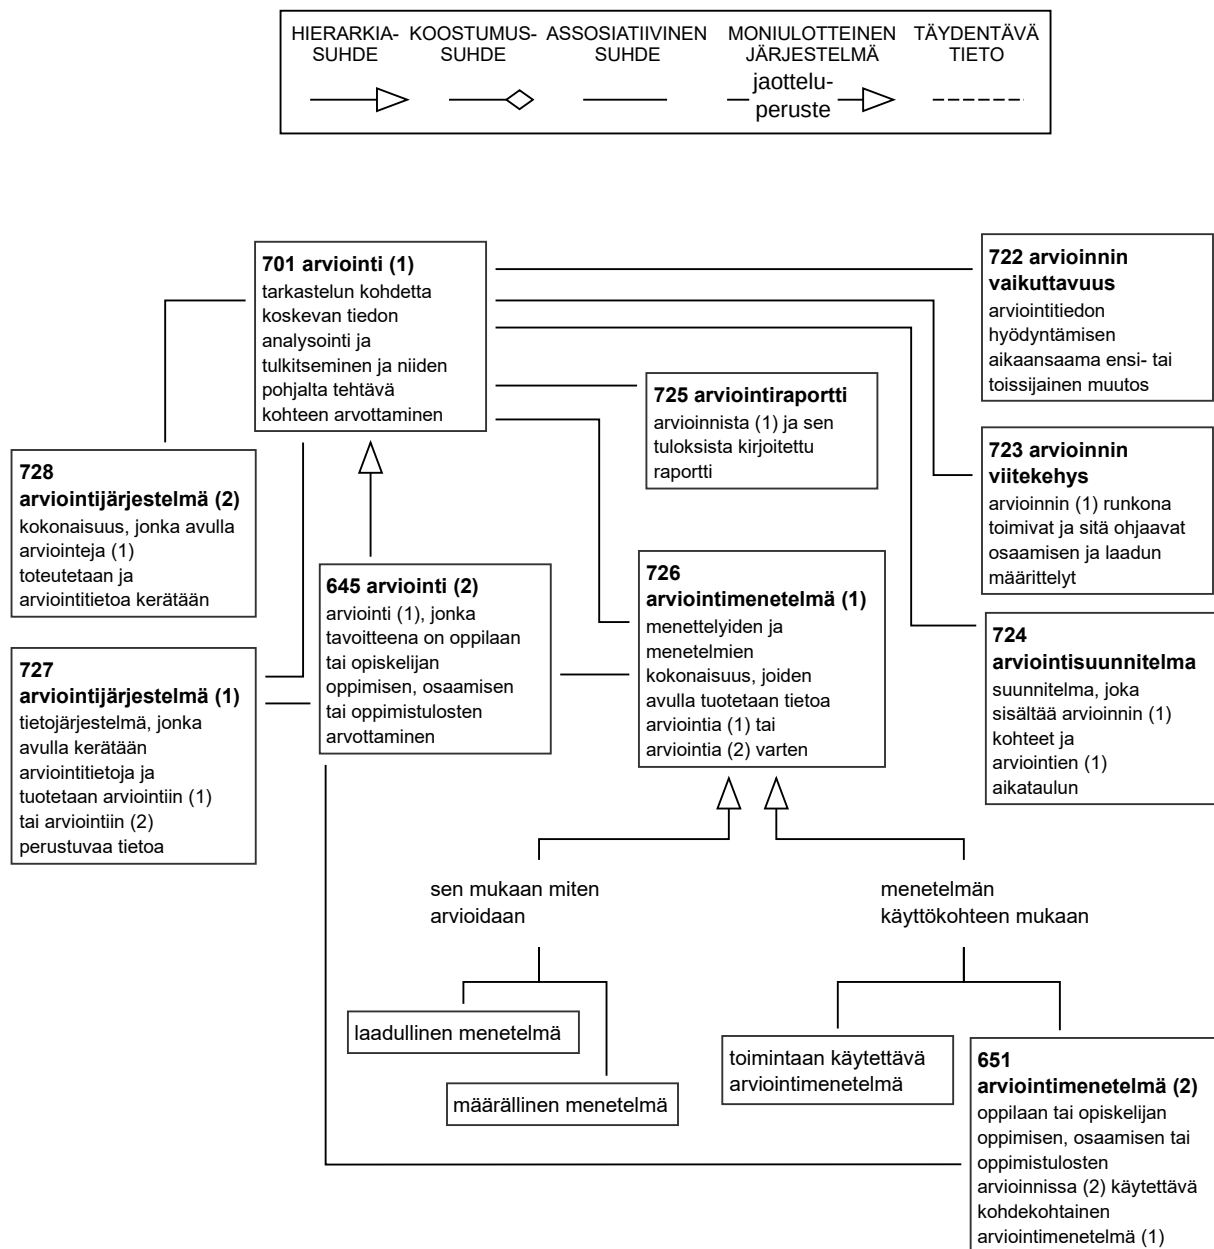 HIERARKIA-
SUHDE
KOOSTUMUS-
SUHDE
ASSOSIATIIVINEN
SUHDE
MONIULOTTEINEN
JÄRJESTELMÄ
jaottelu-
peruste
TÄYDENTÄVÄ
TIETO
701 arviointi (1)
tarkastelun kohdetta
koskevan tiedon
analysointi ja
tulkitseminen ja niiden
pohjalta tehtävä
kohteen arvottaminen
722 arvioinnin
vaikuttavuus
arviointitiedon
hyödyntämisen
aikaansaama ensi- tai
toissijainen muutos
725 arviointiraportti
arvioinnista (1) ja sen
tuloksista kirjoitettu
raportti
723 arvioinnin
viitekehys
arvioinnin (1) runkona
toimivat ja sitä ohjaavat
osaamisen ja laadun
määrittelyt
728
arviointijärjestelmä (2)
kokonaisuus, jonka avulla
arviointeja (1)
toteutetaan ja
arviointitietoa kerätään
645 arviointi (2)
arviointi (1), jonka
tavoitteena on oppilaan
tai opiskelijan
oppimisen, osaamisen
tai oppimistulosten
arvottaminen
726
arviointimenetelmä (1)
menettelyiden ja
menetelmien
kokonaisuus, joiden
avulla tuotetaan tietoa
arviointia (1) tai
arviointia (2) varten
724
arviointisuunnitelma
suunnitelma, joka
sisältää arvioinnin (1)
kohteet ja
arviointien (1)
aikataulun
727
arviointijärjestelmä (1)
tietojärjestelmä, jonka
avulla kerätään
arviointitietoja ja
tuotetaan arviointiin (1)
tai arviointiin (2)
perustuvaa tietoa
sen mukaan miten
arvioidaan
menetelmän
käyttökohteen mukaan
laadullinen menetelmä
määrällinen menetelmä
toimintaan käytettävä
arviointimenetelmä
651
arviointimenetelmä (2)
oppilaan tai opiskelijan
oppimisen, osaamisen tai
oppimistulosten
arvioinnissa (2) käytettävä
kohdekohtainen
arviointimenetelmä (1)